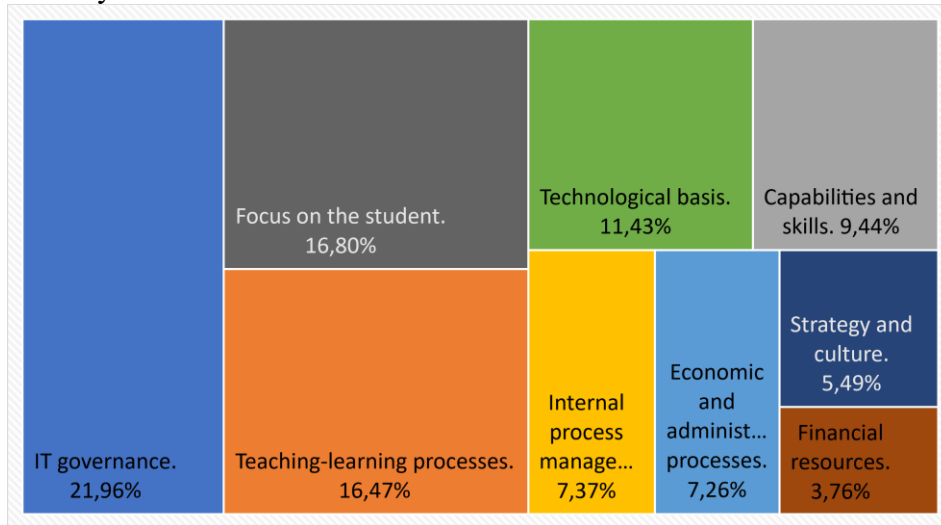 IT governance.
21,96%
Focus on the student.
16,80%
Teaching-learning processes.
16,47%
Technological basis.
11,43%
Capabilities and
skills. 9,44%
Internal
process
manage...
7,37%
Economic
and
administ...
processes.
7,26%
Strategy and
culture.
5,49%
Financial
resources.
3,76%